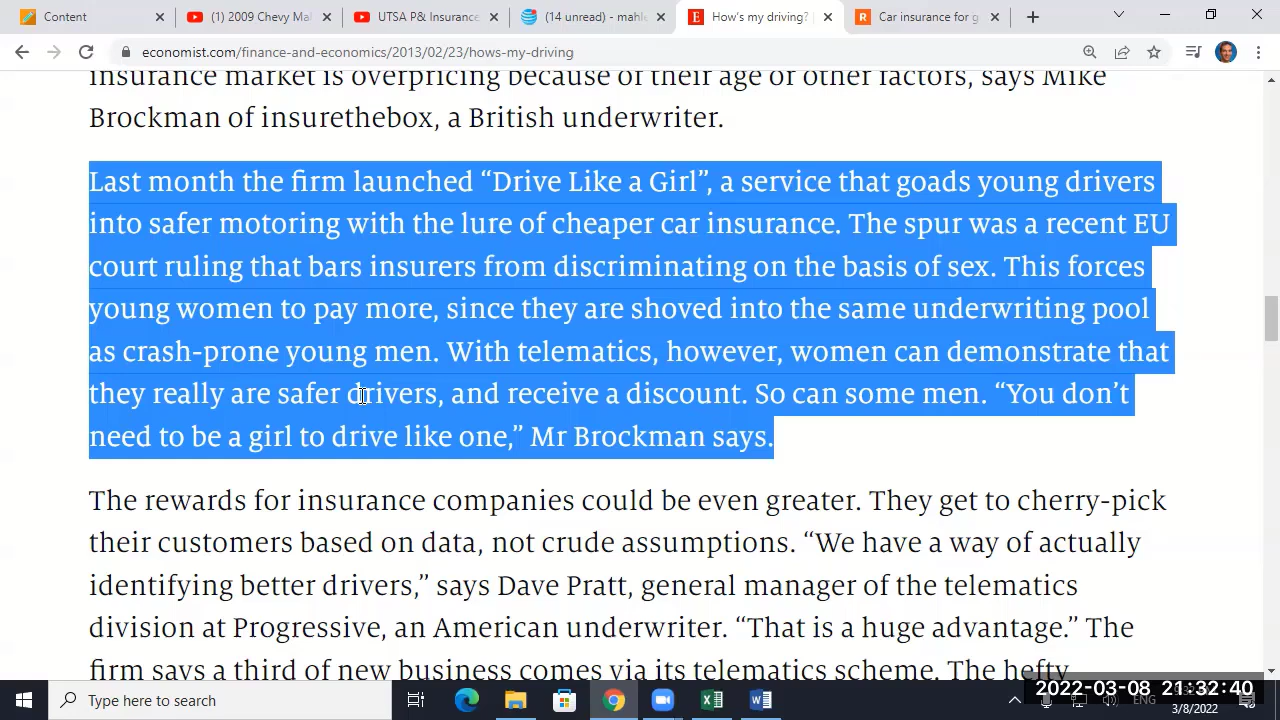 Content
(1) 2009 Chevy Mal
UTSA P&C Insurance
(14 unread) - mahle
How's my driving? |
Car insurance for g
economist.com/finance-and-economics/2013/02/23/hows-my-driving
insurance market is overpricing because of their age or other factors, says Mike
Brockman of insurethebox, a British underwriter.
Last month the firm launched “Drive Like a Girl”, a service that goads young drivers
into safer motoring with the lure of cheaper car insurance. The spur was a recent EU
court ruling that bars insurers from discriminating on the basis of sex. This forces
young women to pay more, since they are shoved into the same underwriting pool
as crash-prone young men. With telematics, however, women can demonstrate that
they really are safer drivers, and receive a discount. So can some men. “You don’t
need to be a girl to drive like one,” Mr Brockman says.
The rewards for insurance companies could be even greater. They get to cherry-pick
their customers based on data, not crude assumptions. “We have a way of actually
identifying better drivers,” says Dave Pratt, general manager of the telematics
division at Progressive, an American underwriter. “That is a huge advantage.” The
firm says a third of new business comes via its telematics scheme. The hefty
Type here to search
2022-03-08 21:32:40
ENG
3/8/2022